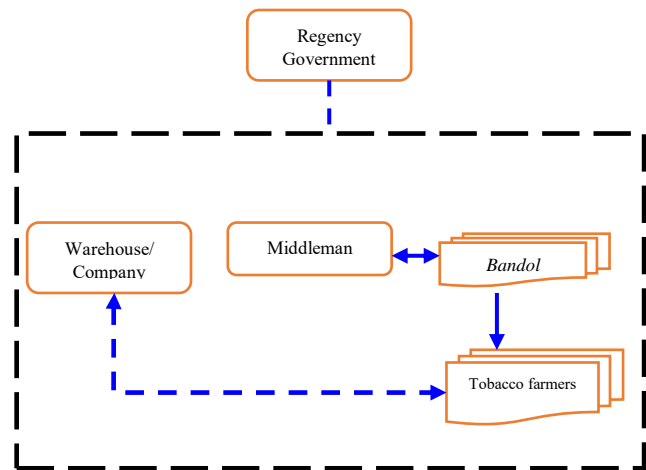 Regency
Government
Warehouse/
Company
Middleman
Bandol
Tobacco farmers